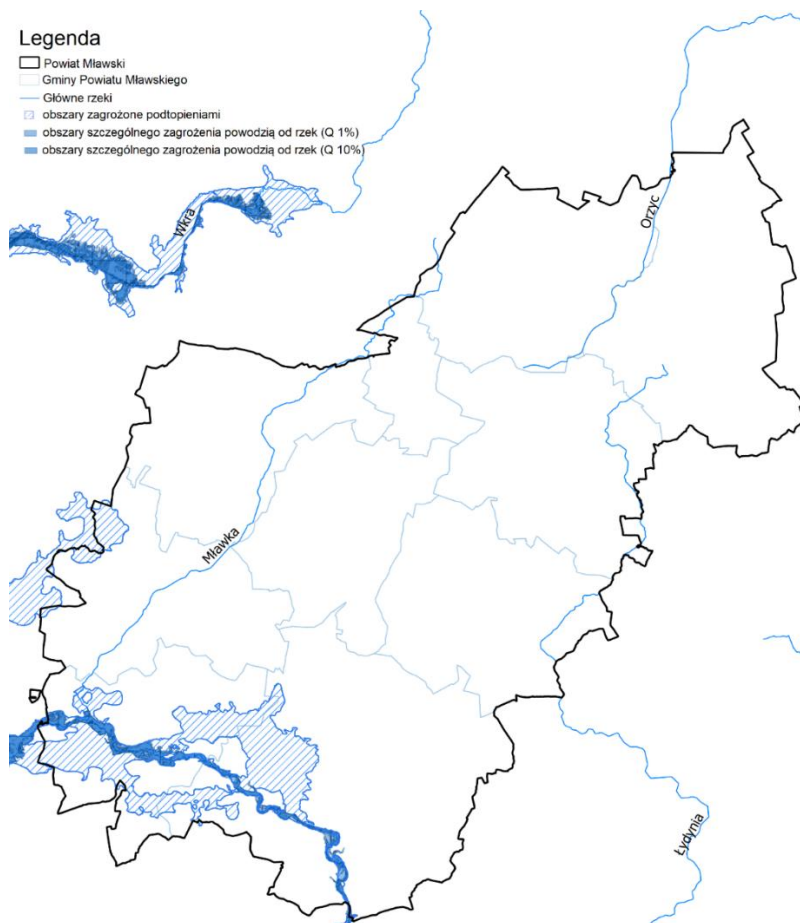 Legenda
Powiat Mławski
Gminy Powiatu Mławskiego
Główne rzeki
obszary zagrożone podtopieniami
obszary szczególnego zagrożenia powodzią od rzek (Q 1%)
obszary szczególnego zagrożenia powodzią od rzek (Q 10%)
Wkra
Orzyc
Mławka
Łydynia